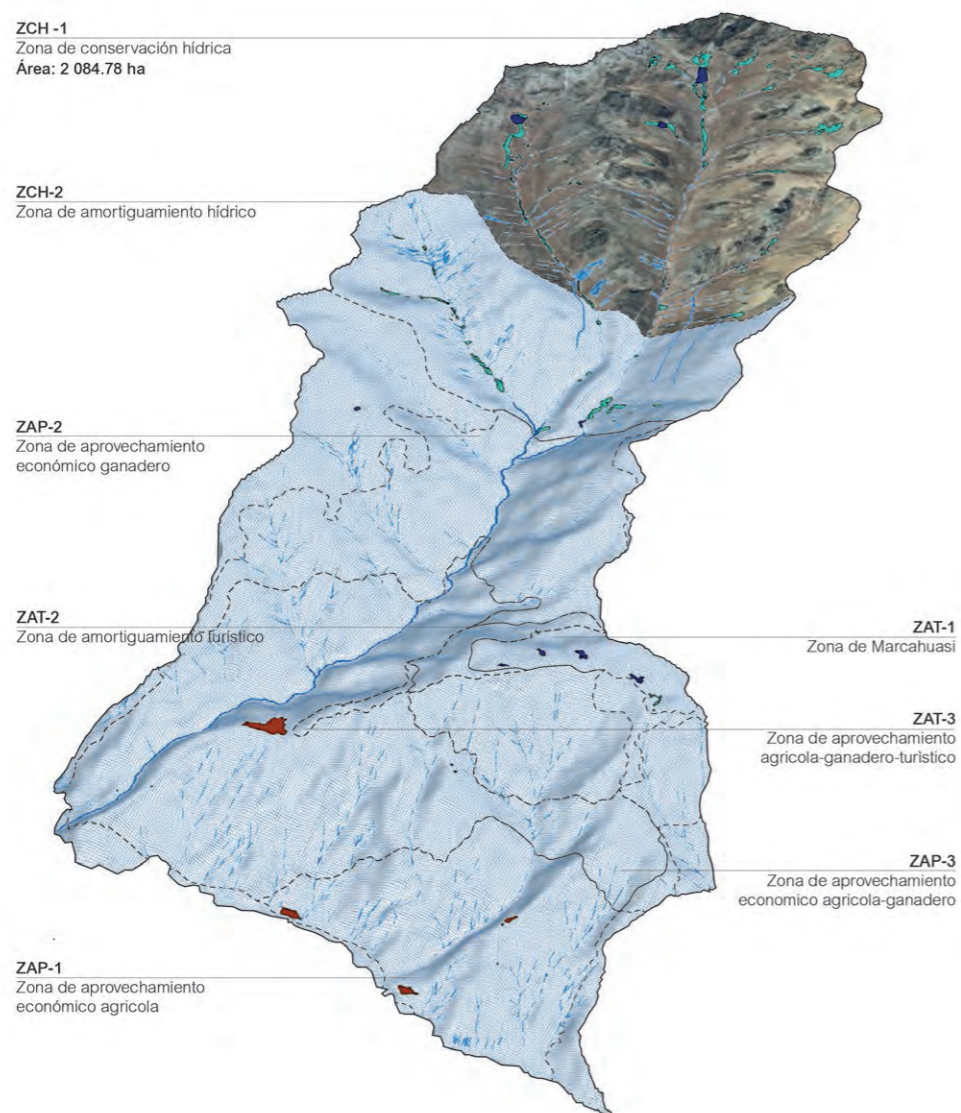 ZCH -1
Zona de conservación hídrica
Área: 2 084.78 ha
ZCH-2
Zona de amortiguamiento hídrico
ZAP-2
Zona de aprovechamiento
económico ganadero
ZAT-2
Zona de amortiguamiento turístico
ZAT-1
Zona de Marcahuasi
ZAT-3
Zona de aprovechamiento
agricola-ganadero-turìstico
ZAP-3
Zona de aprovechamiento
economico agricola-ganadero
ZAP-1
Zona de aprovechamiento
económico agricola